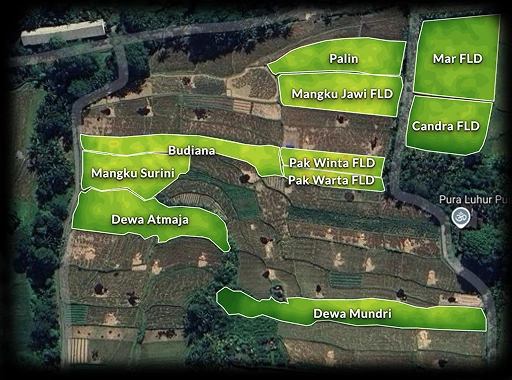 Palin
Mar FLD
Mangku Jawi FLD
Candra FLD
Budiana
Pak Winta FLD
Mangku Surini
Pak Warta FLD
Pura Luhur Pu
Dewa Atmaja
Dewa Mundri